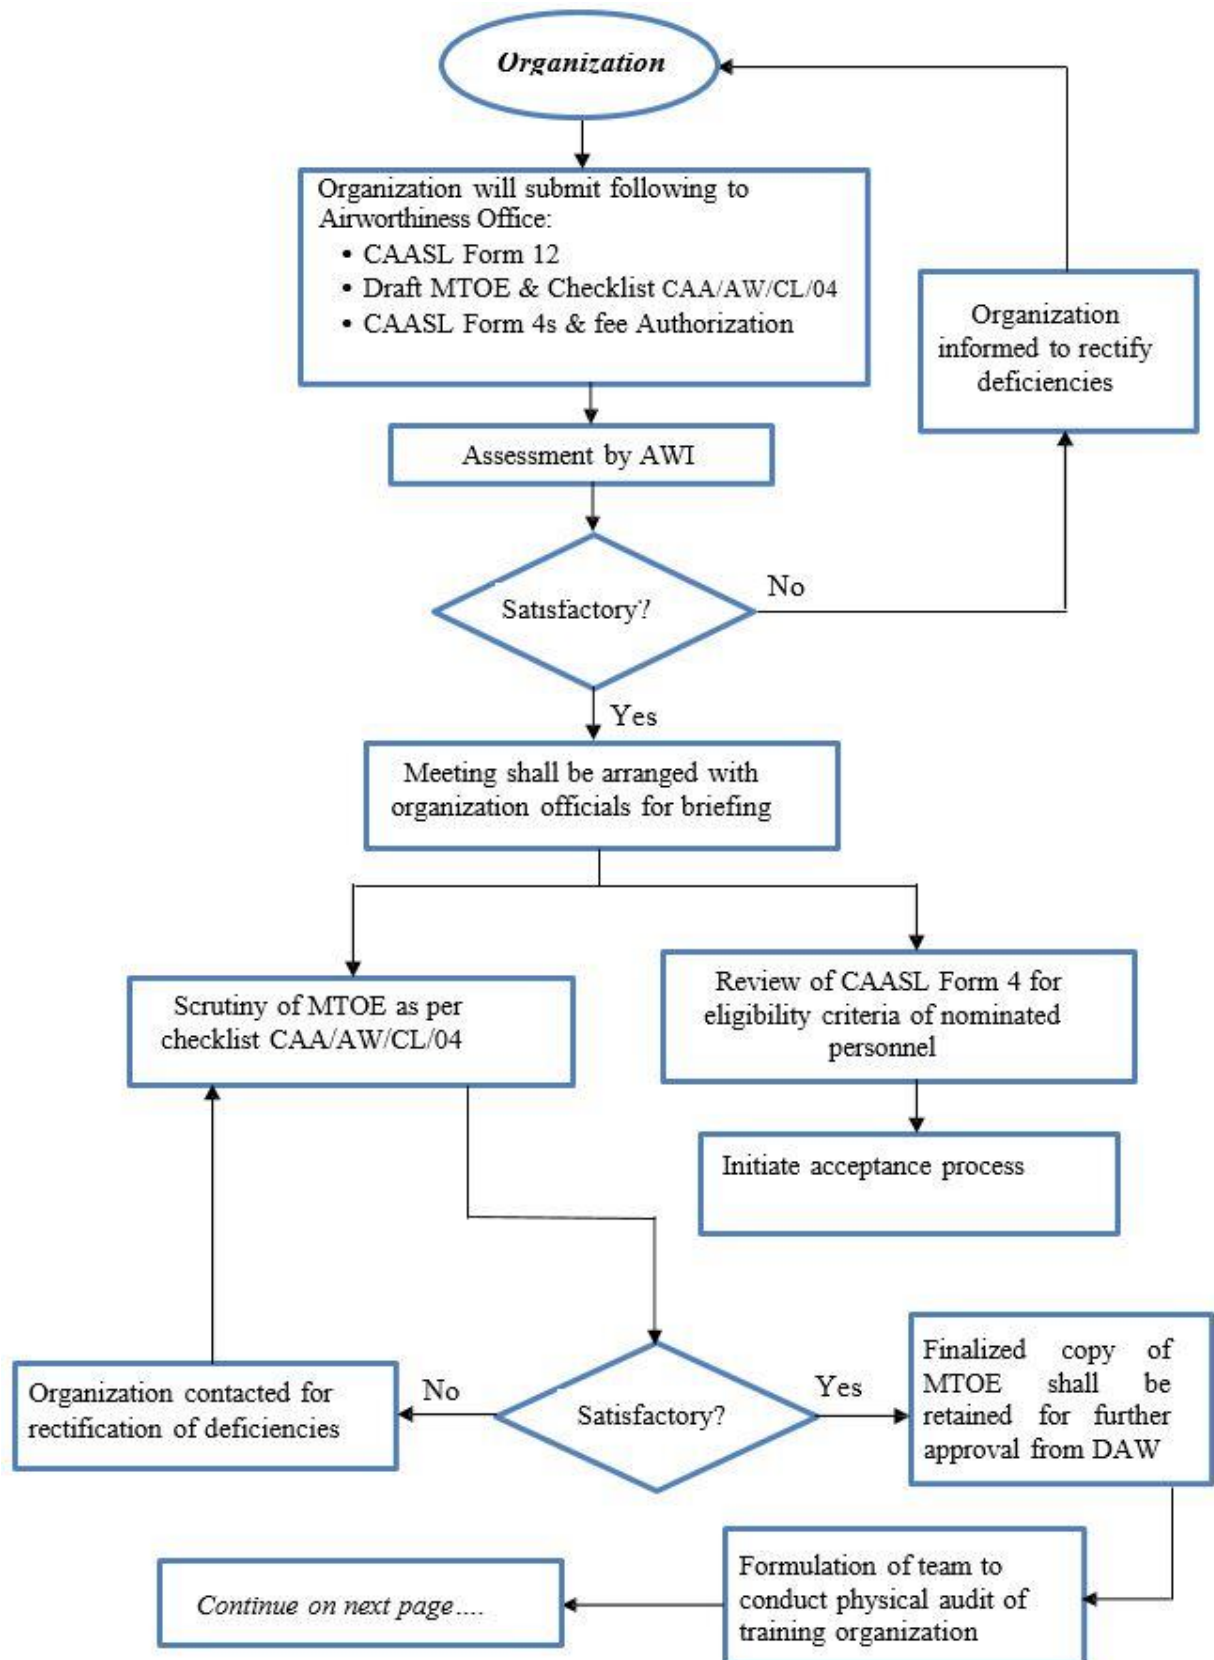 Organization
Organization will submit following to
Airworthiness Office:
• CAASL Form 12
• Draft MTOE & Checklist CAA/AW/CL/04
• CAASL Form 4s & fee Authorization
Organization
informed to rectify
deficiencies
Assessment by AWI
Satisfactory?
No
Yes
Meeting shall be arranged with
organization officials for briefing
Scrutiny of MTOE as per
checklist CAA/AW/CL/04
Review of CAASL Form 4 for
eligibility criteria of nominated
personnel
Initiate acceptance process
Organization contacted for
rectification of deficiencies
No
Satisfactory?
Yes
Finalized copy of
MTOE shall be
retained for further
approval from DAW
Formulation of team to
conduct physical audit of
training organization
Continue on next page....